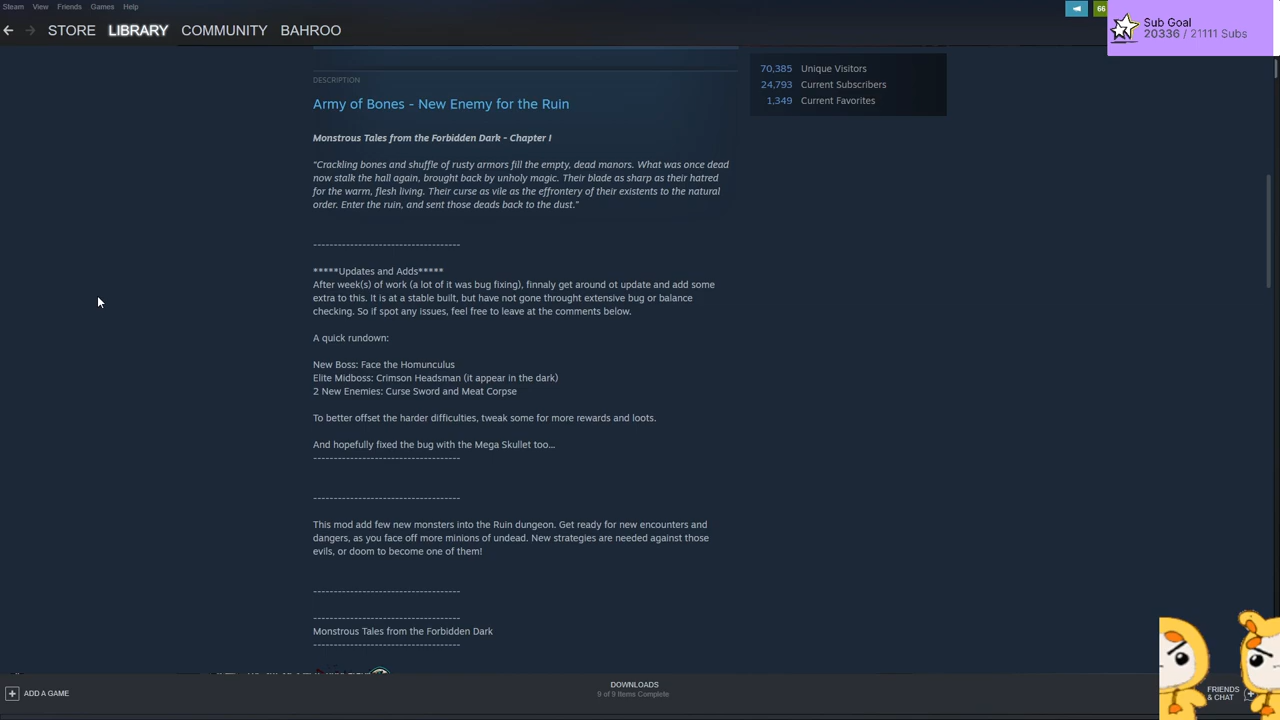 Steam View Friends Games Help
66
Sub Goal
20336 / 21111 Subs
STORE LIBRARY COMMUNITY BAHROO
70,385 Unique Visitors
24,793 Current Subscribers
1,349 Current Favorites
DESCRIPTION
Army of Bones - New Enemy for the Ruin
Monstrous Tales from the Forbidden Dark - Chapter I
"Crackling bones and shuffle of rusty armors fill the empty, dead manors. What was once dead
now stalk the hall again, brought back by unholy magic. Their blade as sharp as their hatred
for the warm, flesh living. Their curse as vile as the effrontery of their existents to the natural
order. Enter the ruin, and sent those deads back to the dust."
------------------------------------
*****Updates and Adds*****
After week(s) of work (a lot of it was bug fixing), finnaly get around ot update and add some
extra to this. It is at a stable built, but have not gone throught extensive bug or balance
checking. So if spot any issues, feel free to leave at the comments below.
A quick rundown:
New Boss: Face the Homunculus
Elite Midboss: Crimson Headsman (it appear in the dark)
2 New Enemies: Curse Sword and Meat Corpse
To better offset the harder difficulties, tweak some for more rewards and loots.
And hopefully fixed the bug with the Mega Skullet too...
------------------------------------
------------------------------------
This mod add few new monsters into the Ruin dungeon. Get ready for new encounters and
dangers, as you face off more minions of undead. New strategies are needed against those
evils, or doom to become one of them!
------------------------------------
------------------------------------
Monstrous Tales from the Forbidden Dark
------------------------------------
ADD A GAME
DOWNLOADS
9 of 9 Items Complete
FRIENDS
& CHAT